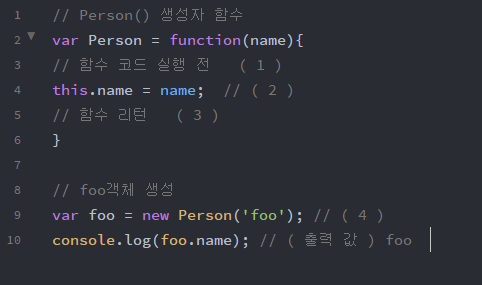 1 // Person() 생성자 함수
2 var Person = function(name){
3 // 함수 코드 실행 전 ( 1 )
4 this.name = name; // ( 2 )
5 // 함수 리턴 ( 3 )
6 }
7
8 // foo객체 생성
9 var foo = new Person('foo'); // ( 4 )
10 console.log(foo.name); // ( 출력 값 ) foo